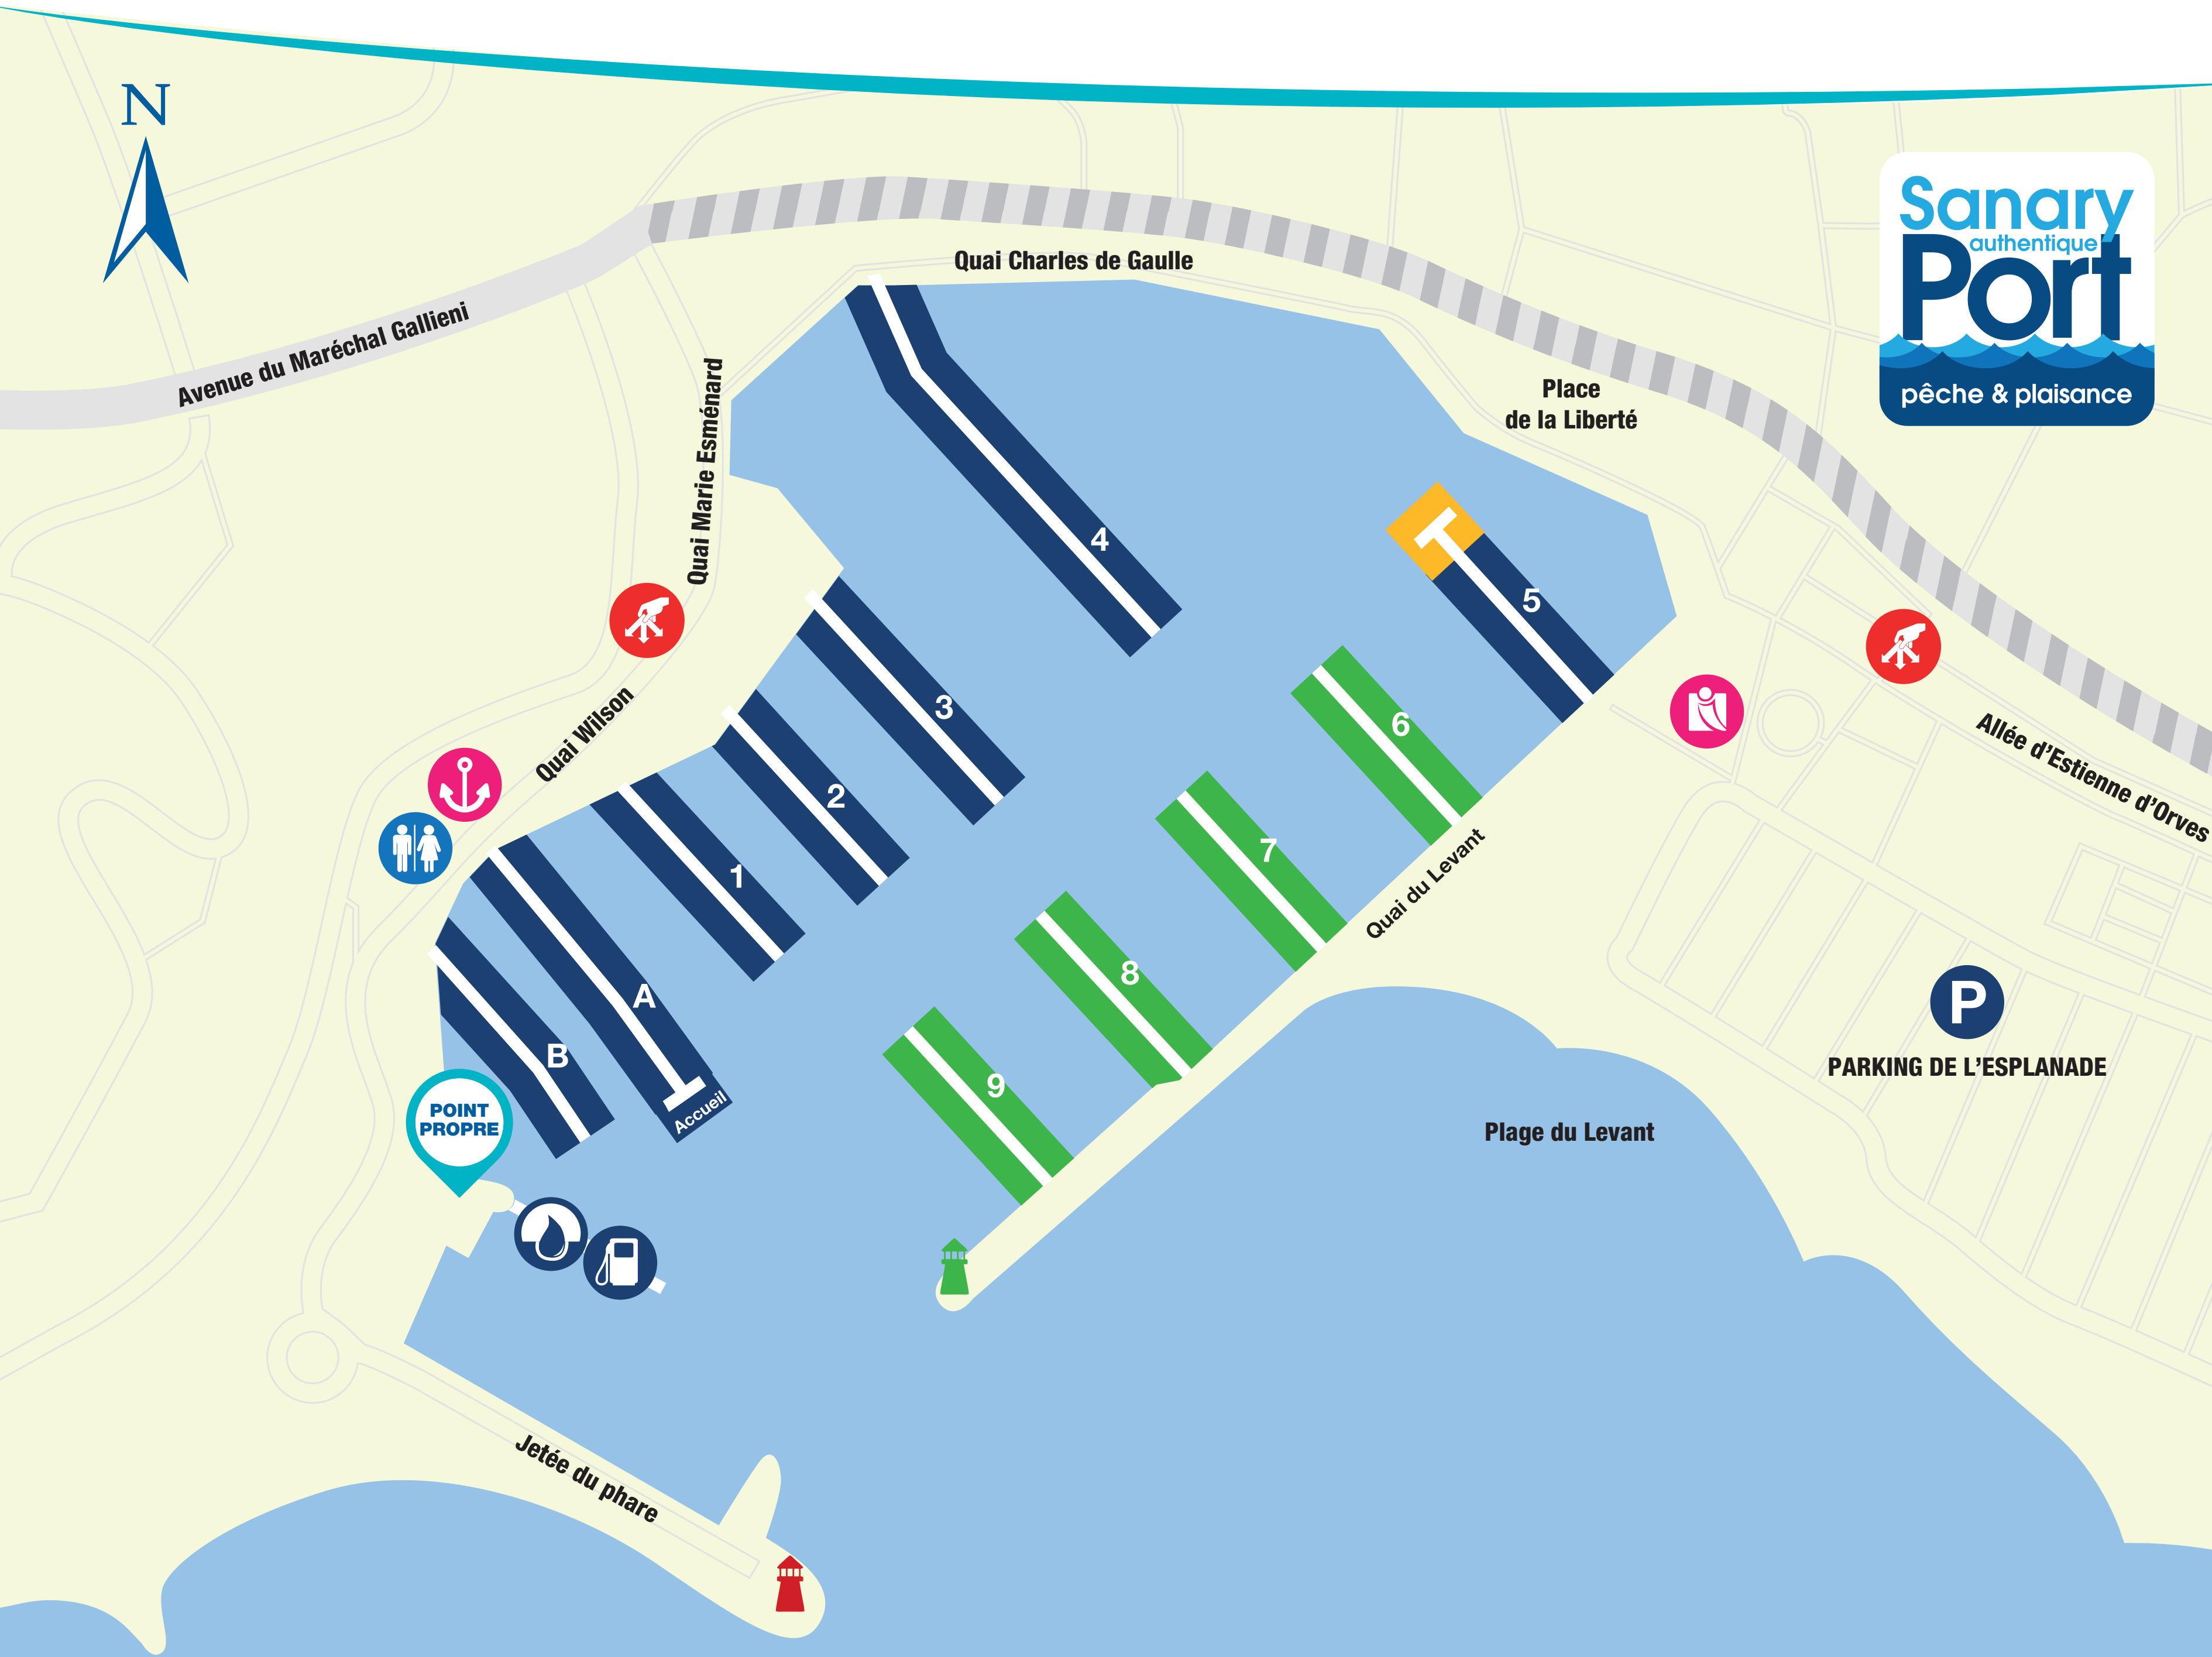 N
Sanary
authentique
Port
pêche & plaisance
Avenue du Maréchal Gallieni
Quai Charles de Gaulle
Quai Marie Esménard
Place
de la Liberté
4
5
Quai Wilson
3
6
2
7
1
8
A
9
B
Accueil
Quai du Levant
Allée d'Estienne d'Orves
P
PARKING DE L'ESPLANADE
POINT
PROPRE
Plage du Levant
Jetée du phare